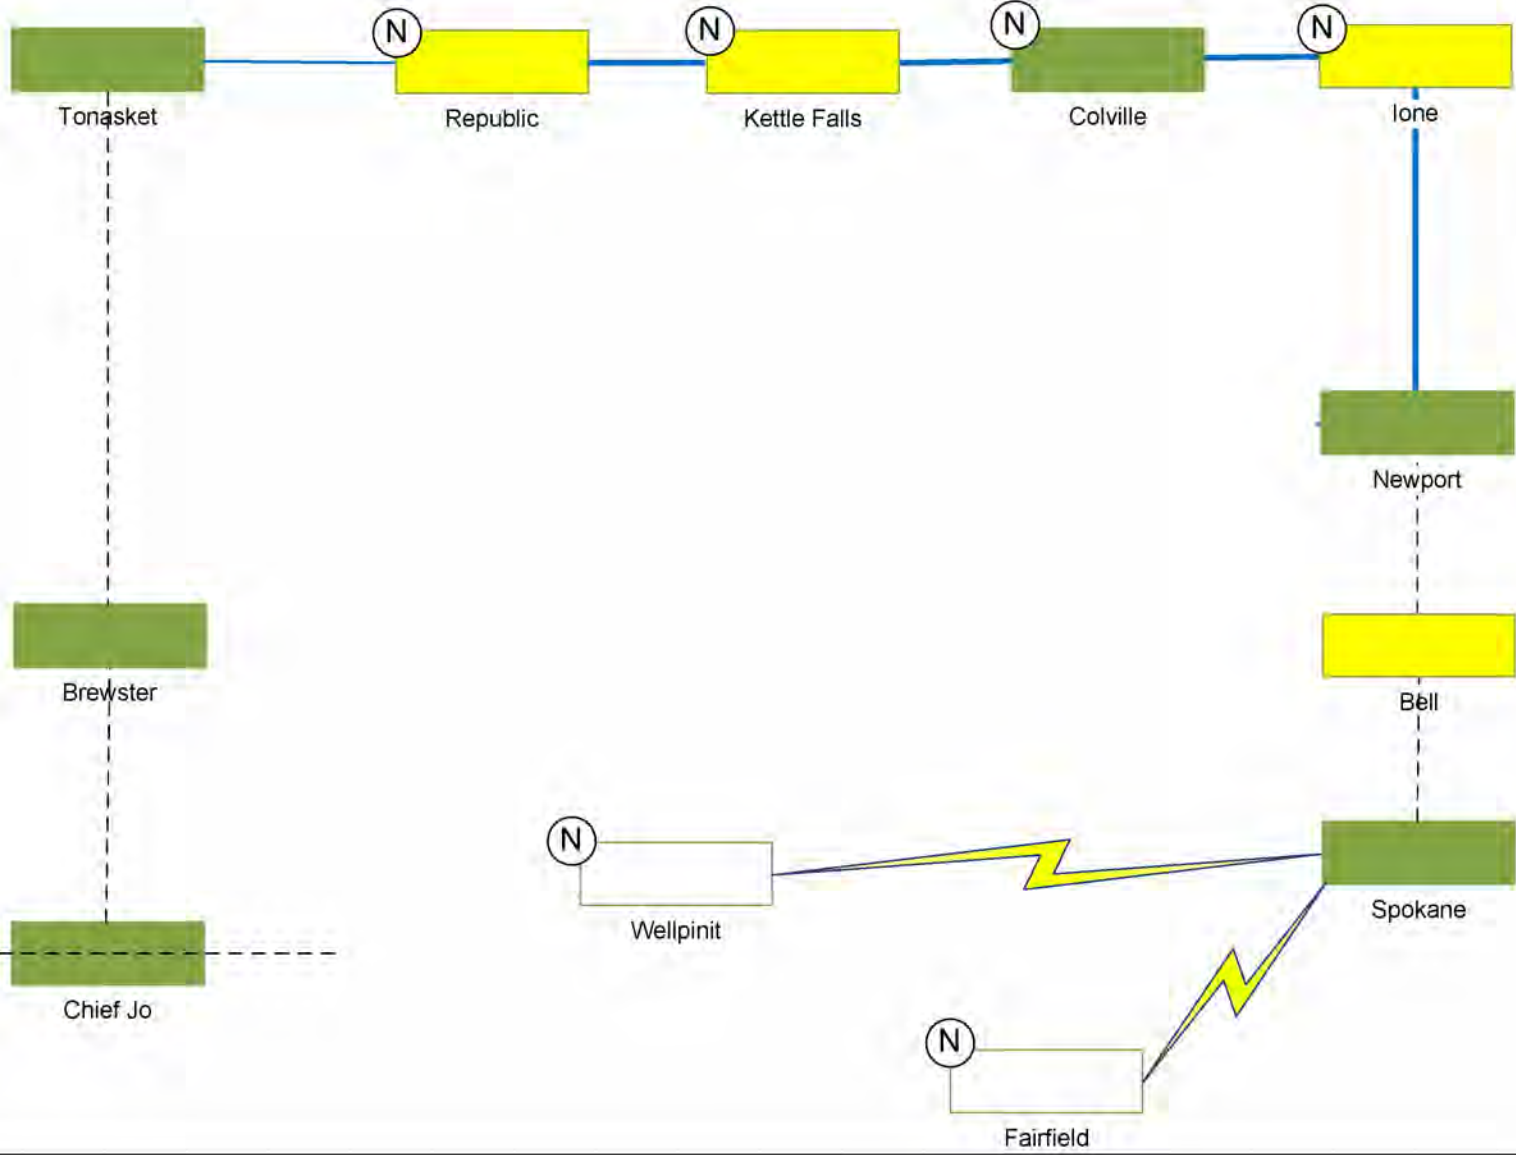 N
N
N
N
Tonasket
Republic
Kettle Falls
Colville
Ione
Newport
Brewster
Bell
N
Wellpinit
Spokane
Chief Jo
N
Fairfield